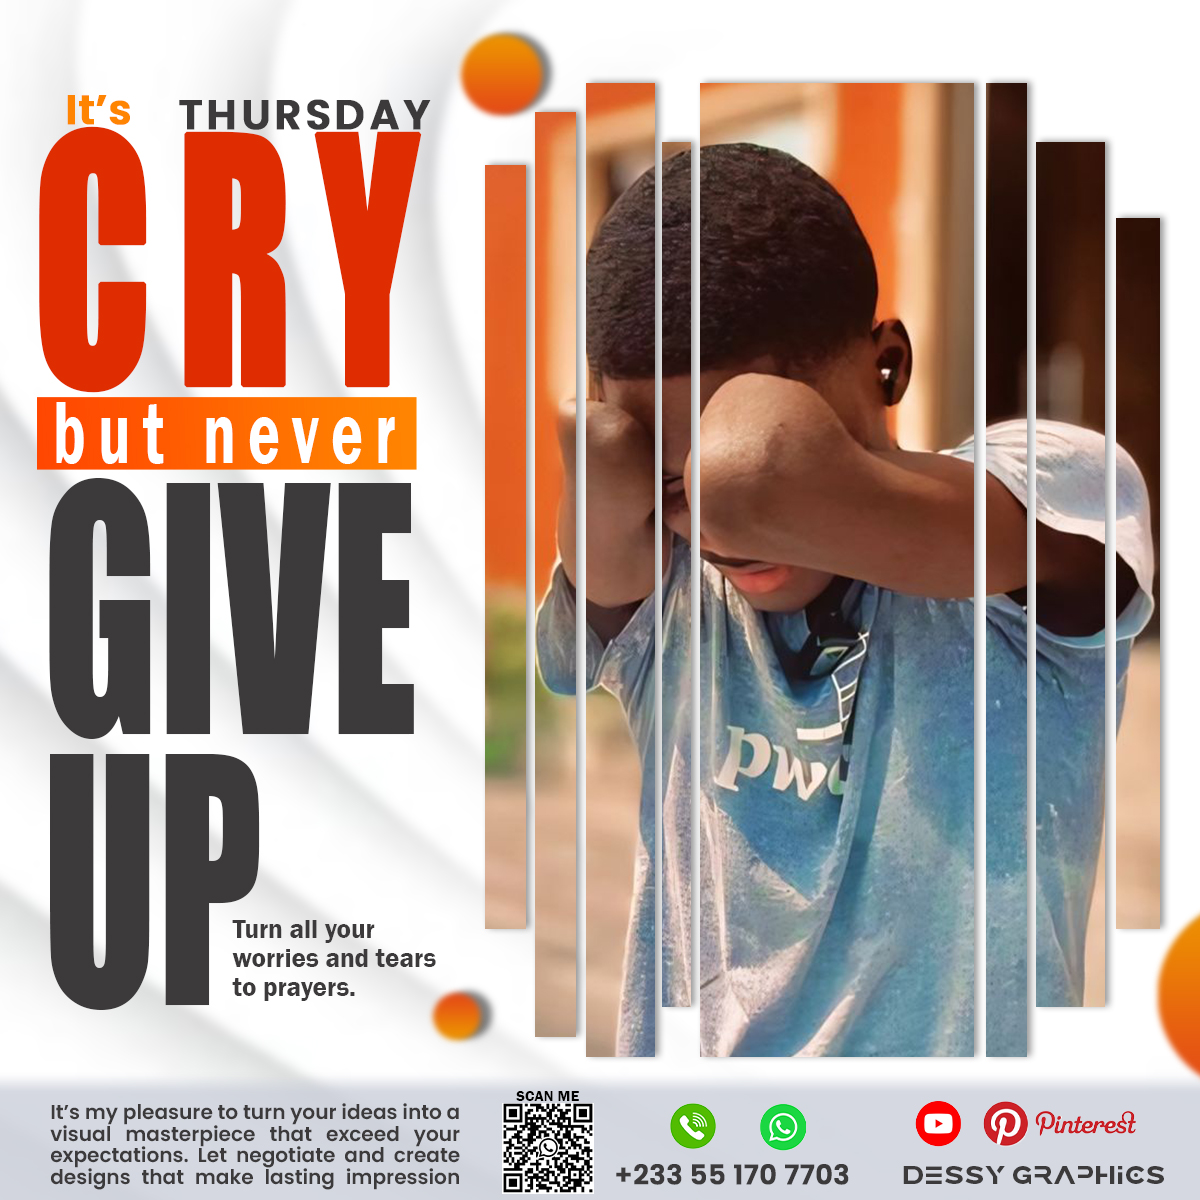 It's THURSDAY
CRY
but never
GIVE
UP
Turn all your
worries and tears
to prayers.
It's my pleasure to turn your ideas into a
visual masterpiece that exceed your
expectations. Let negotiate and create
designs that make lasting impression
SCAN ME
+233 55 170 7703
Pinterest
DESSY GRAPHiCS